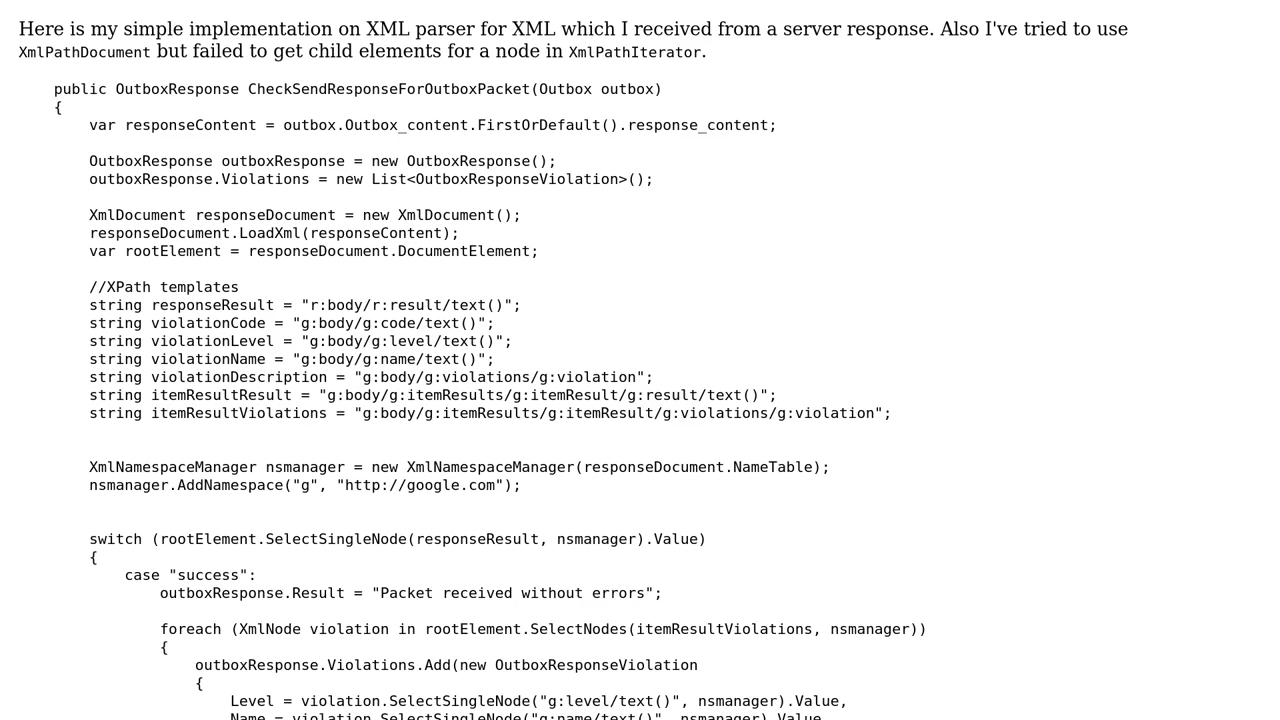 Here is my simple implementation on XML parser for XML which I received from a server response. Also I've tried to use
XmlPathDocument but failed to get child elements for a node in XmlPathIterator.
public OutboxResponse CheckSendResponseForOutboxPacket(Outbox outbox)
{
var responseContent = outbox.Outbox_content.FirstOrDefault().response_content;
OutboxResponse outboxResponse = new OutboxResponse();
outboxResponse.Violations = new List<OutboxResponseViolation>();
XmlDocument responseDocument = new XmlDocument();
responseDocument.LoadXml(responseContent);
var rootElement = responseDocument.DocumentElement;
//XPath templates
string responseResult = "r:body/r:result/text()";
string violationCode = "g:body/g:code/text()";
string violationLevel = "g:body/g:level/text()";
string violationName = "g:body/g:name/text()";
string violationDescription = "g:body/g:violations/g:violation";
string itemResultResult = "g:body/g:itemResults/g:itemResult/g:result/text()";
string itemResultViolations = "g:body/g:itemResults/g:itemResult/g:violations/g:violation";
XmlNamespaceManager nsmanager = new XmlNamespaceManager(responseDocument.NameTable);
nsmanager.AddNamespace("g", "http://google.com");
switch (rootElement.SelectSingleNode(responseResult, nsmanager).Value)
{
case "success":
outboxResponse.Result = "Packet received without errors";
foreach (XmlNode violation in rootElement.SelectNodes(itemResultViolations, nsmanager))
{
outboxResponse.Violations.Add(new OutboxResponseViolation
{
Level = violation.SelectSingleNode("g:level/text()", nsmanager).Value,
Name = violation.SelectSingleNode("g:name/text()", nsmanager).Value,